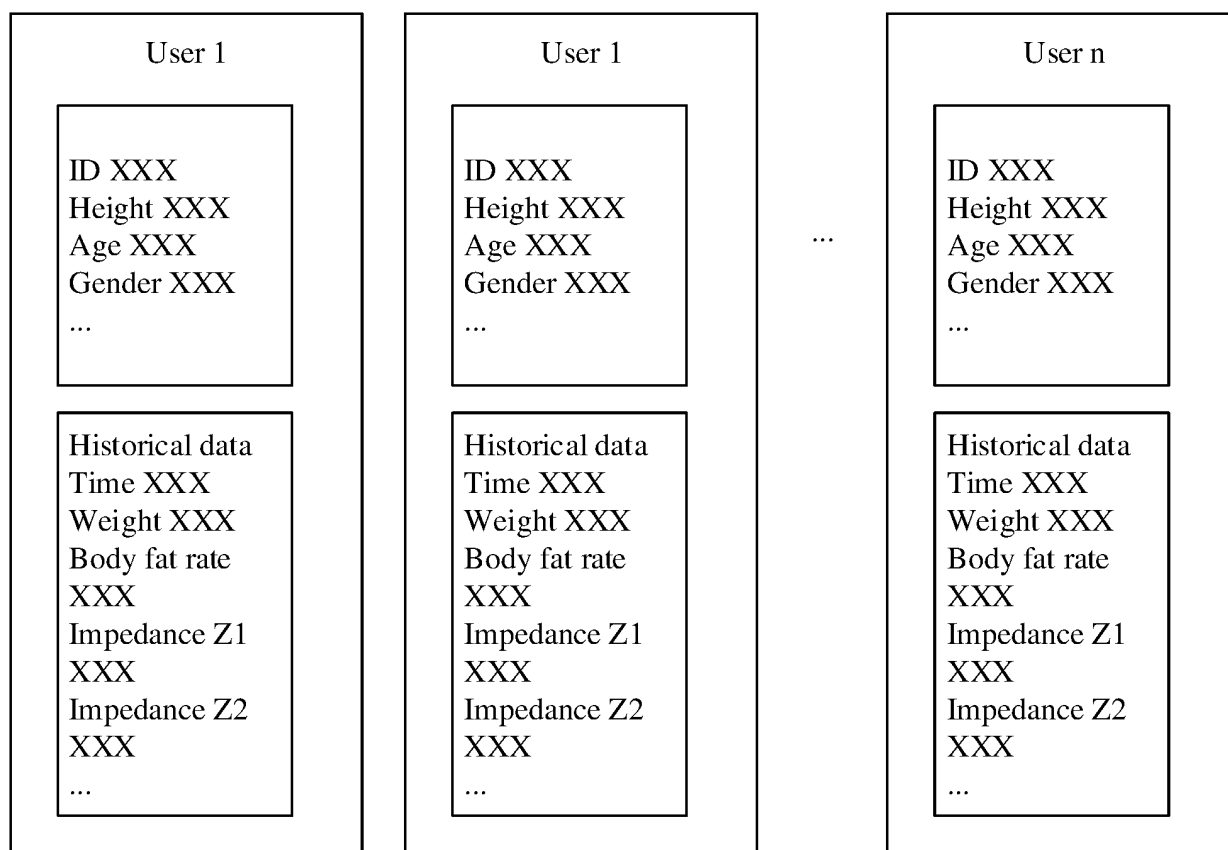 User 1
ID XXX
Height XXX
Age XXX
Gender XXX
...
Historical data
Time XXX
Weight XXX
Body fat rate
XXX
Impedance Z1
XXX
Impedance Z2
XXX
...
User 1
ID XXX
Height XXX
Age XXX
Gender XXX
...
Historical data
Time XXX
Weight XXX
Body fat rate
XXX
Impedance Z1
XXX
Impedance Z2
XXX
...
...
User n
ID XXX
Height XXX
Age XXX
Gender XXX
...
Historical data
Time XXX
Weight XXX
Body fat rate
XXX
Impedance Z1
XXX
Impedance Z2
XXX
...